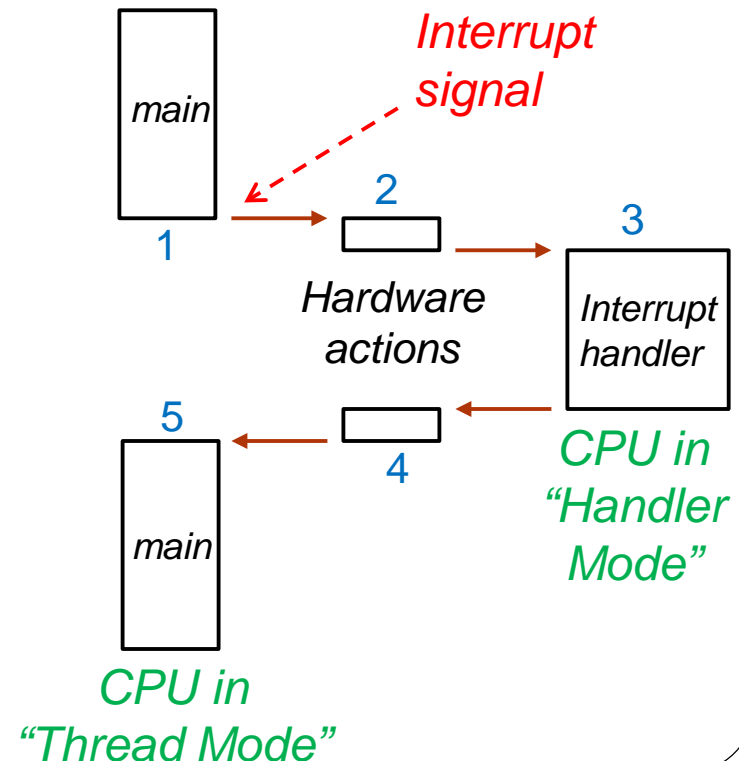 Interrupt
signal
main
1
2
3
Hardware
actions
Interrupt
handler
5
4
main
CPU in
“Handler
Mode”
CPU in
“Thread Mode”